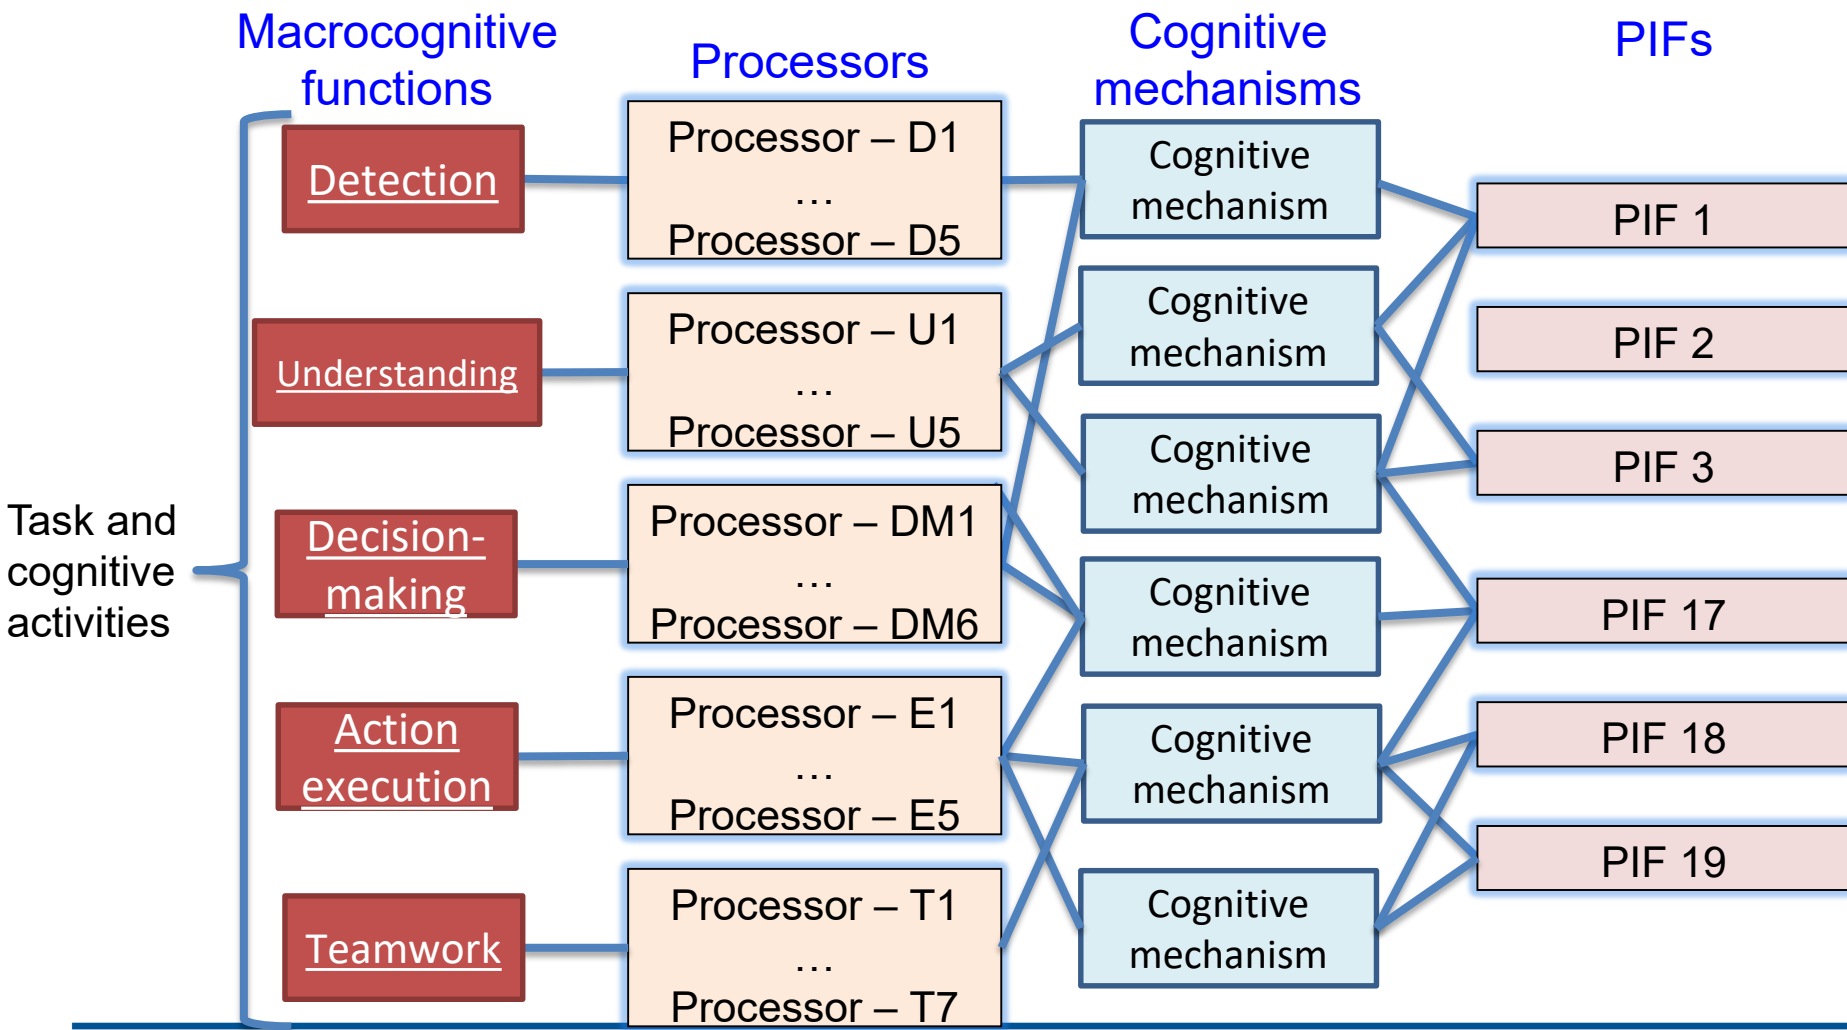 Macrocognitive
functions
Processors
Cognitive
mechanisms
PIFs
Task and
cognitive
activities
Detection
Understanding
Decision-
making
Action
execution
Teamwork
Processor – D1
…
Processor – D5
Processor – U1
…
Processor – U5
Processor – DM1
…
Processor – DM6
Processor – E1
…
Processor – E5
Processor – T1
…
Processor – T7
Cognitive
mechanism
Cognitive
mechanism
Cognitive
mechanism
Cognitive
mechanism
Cognitive
mechanism
Cognitive
mechanism
PIF 1
PIF 2
PIF 3
PIF 17
PIF 18
PIF 19